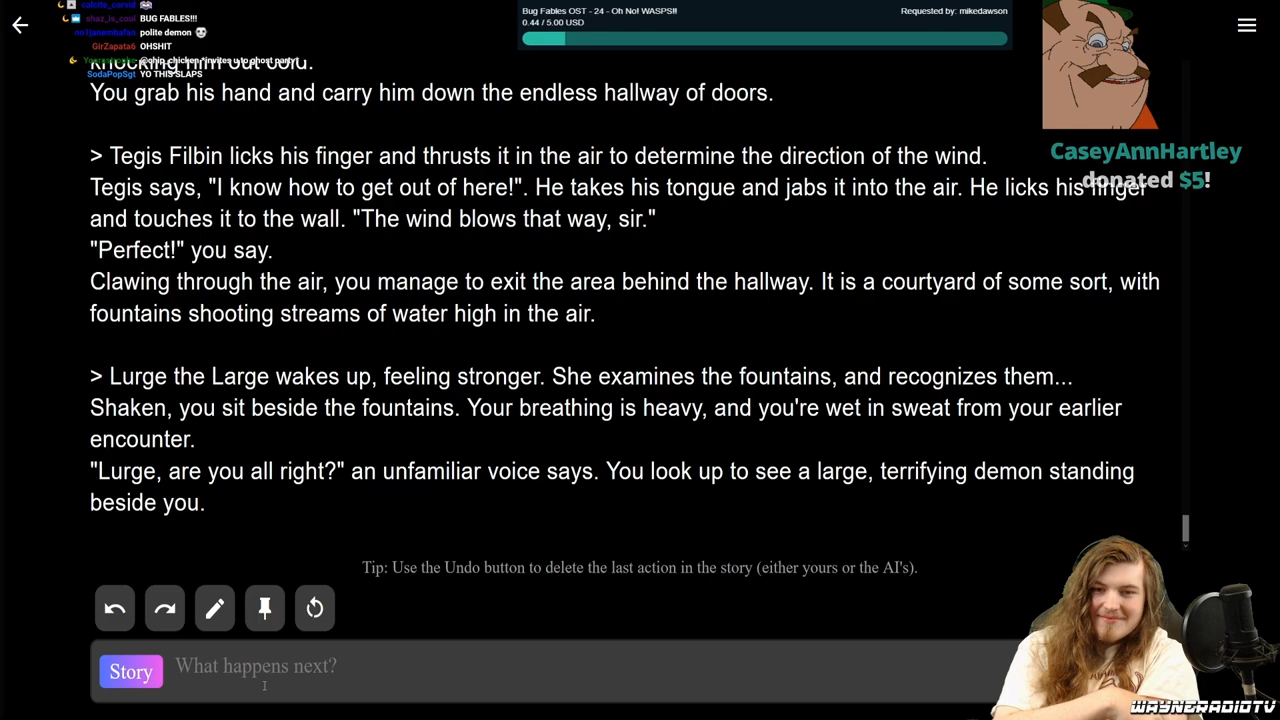 calcite_corvid
shaz_is_cool BUG FABLES!!!
polite demon
GirZapata6 OHSHIT
SodaPopSgt YO THIS SLAPS
Bug Fables OST - 24 - Oh No! WASPS!!
Requested by: mikedawson
0.44 / 5.00 USD
CaseyAnnHartley
donated $5!
You grab his hand and carry him down the endless hallway of doors.
> Tegis Filbin licks his finger and thrusts it in the air to determine the direction of the wind.
Tegis says, "I know how to get out of here!". He takes his tongue and jabs it into the air. He licks his finger
and touches it to the wall. "The wind blows that way, sir."
"Perfect!" you say.
Clawing through the air, you manage to exit the area behind the hallway. It is a courtyard of some sort, with
fountains shooting streams of water high in the air.
> Lurge the Large wakes up, feeling stronger. She examines the fountains, and recognizes them...
Shaken, you sit beside the fountains. Your breathing is heavy, and you're wet in sweat from your earlier
encounter.
"Lurge, are you all right?" an unfamiliar voice says. You look up to see a large, terrifying demon standing
beside you.
Tip: Use the Undo button to delete the last action in the story (either yours or the AI's).
Story What happens next?
WAYNERADIOTV